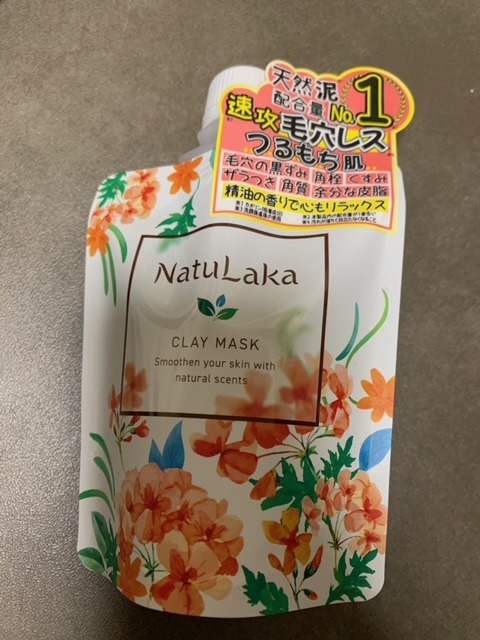 天然泥
配合量 No.1
速攻 毛穴レス
つるもち肌
毛穴の黒ずみ 角栓 くすみ
ザラつき 角質 余分な皮脂
精油の香りで心もリラックス
NatuLaka
CLAY MASK
Smoothen your skin with
natural scents